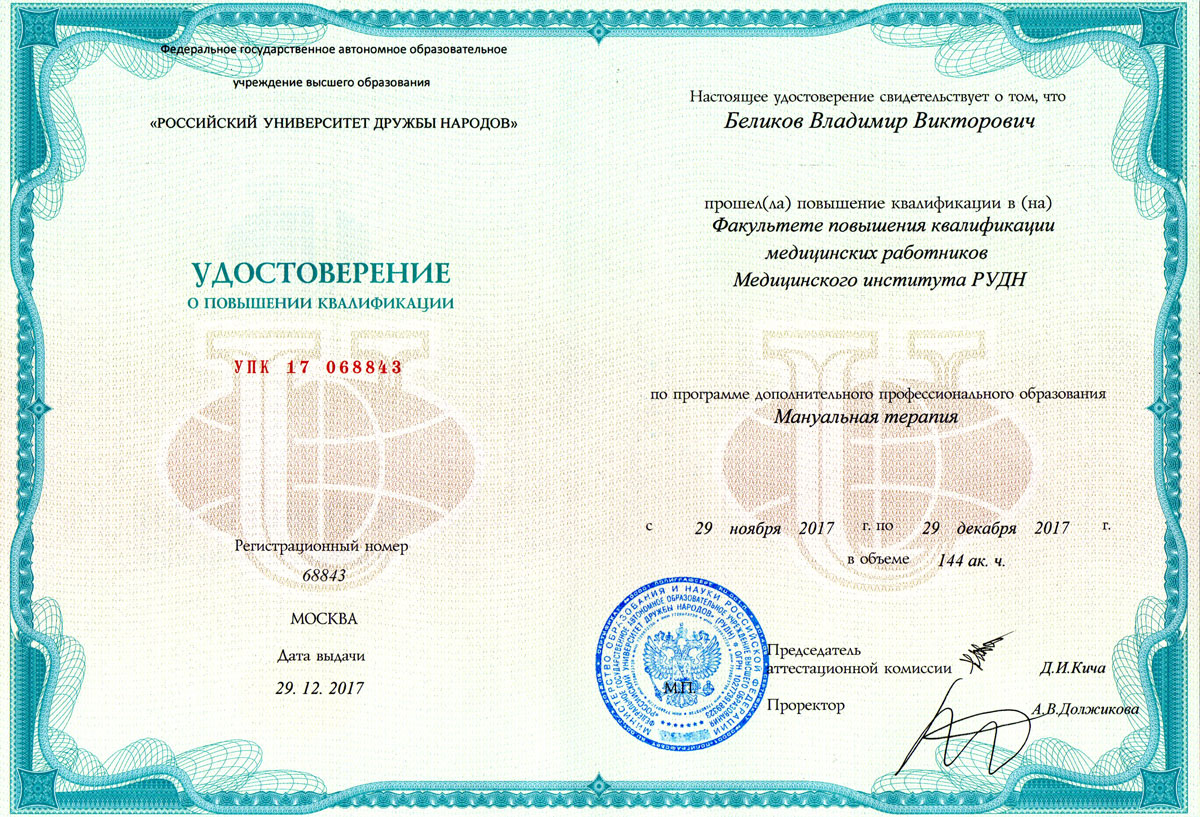 Федеральное государственное автономное образовательное
учреждение высшего образования
«РОССИЙСКИЙ УНИВЕРСИТЕТ ДРУЖБЫ НАРОДОВ»
УДОСТОВЕРЕНИЕ
О ПОВЫШЕНИИ КВАЛИФИКАЦИИ
УПК 17 068843
Регистрационный номер
68843
МОСКВА
Дата выдачи
29. 12. 2017
Настоящее удостоверение свидетельствует о том, что
Беликов Владимир Викторович
прошел(ла) повышение квалификации в (на)
Факультете повышения квалификации
медицинских работников
Медицинского института РУДН
по программе дополнительного профессионального образования
Мануальная терапия
с 29 ноября 2017 г. по 29 декабря 2017 г.
в объеме 144 ак. ч.
МИНИСТЕРСТВО ОБРАЗОВАНИЯ И НАУКИ РОССИЙСКОЙ ФЕДЕРАЦИИ
ФЕДЕРАЛЬНОЕ ГОСУДАРСТВЕННОЕ АВТОНОМНОЕ ОБРАЗОВАТЕЛЬНОЕ УЧРЕЖДЕНИЕ ВЫСШЕГО ОБРАЗОВАНИЯ
«РОССИЙСКИЙ УНИВЕРСИТЕТ ДРУЖБЫ НАРОДОВ» (РУДН) ОГРН 1027739189323
М.П.
Председатель
аттестационной комиссии Д.И.Кича
Проректор А.В.Должикова